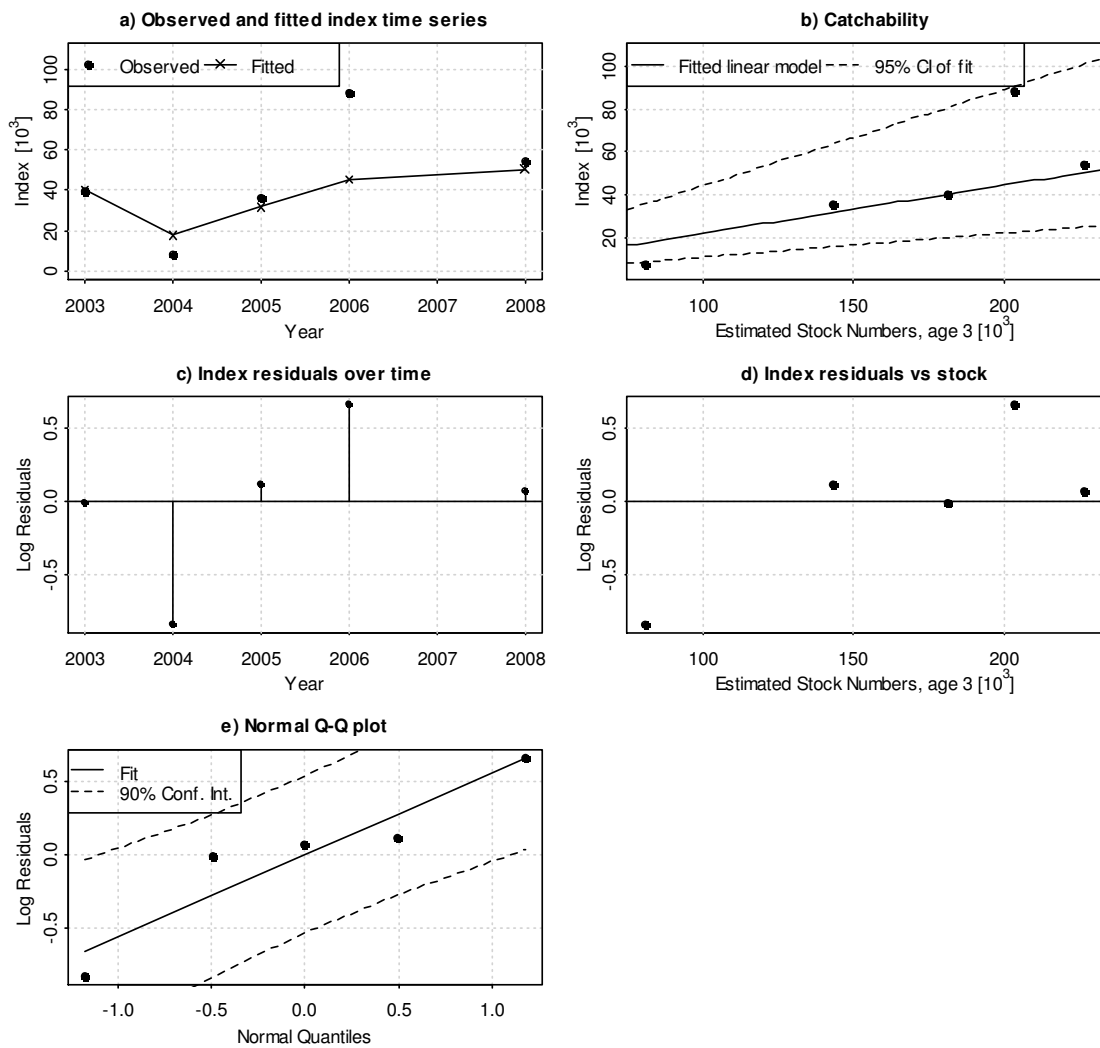 a) Observed and fitted index time series
Observed Fitted
Index [10^3]
0 20 40 60 80 100
2003 2004 2005 2006 2007 2008
Year
b) Catchability
Fitted linear model 95% CI of fit
Index [10^3]
20 40 60 80 100
100 150 200
Estimated Stock Numbers, age 3 [10^3]
c) Index residuals over time
Log Residuals
-0.5 0.0 0.5
2003 2004 2005 2006 2007 2008
Year
d) Index residuals vs stock
Log Residuals
-0.5 0.0 0.5
100 150 200
Estimated Stock Numbers, age 3 [10^3]
e) Normal Q-Q plot
Fit
90% Conf. Int.
Log Residuals
-0.5 0.0 0.5
-1.0 -0.5 0.0 0.5 1.0
Normal Quantiles